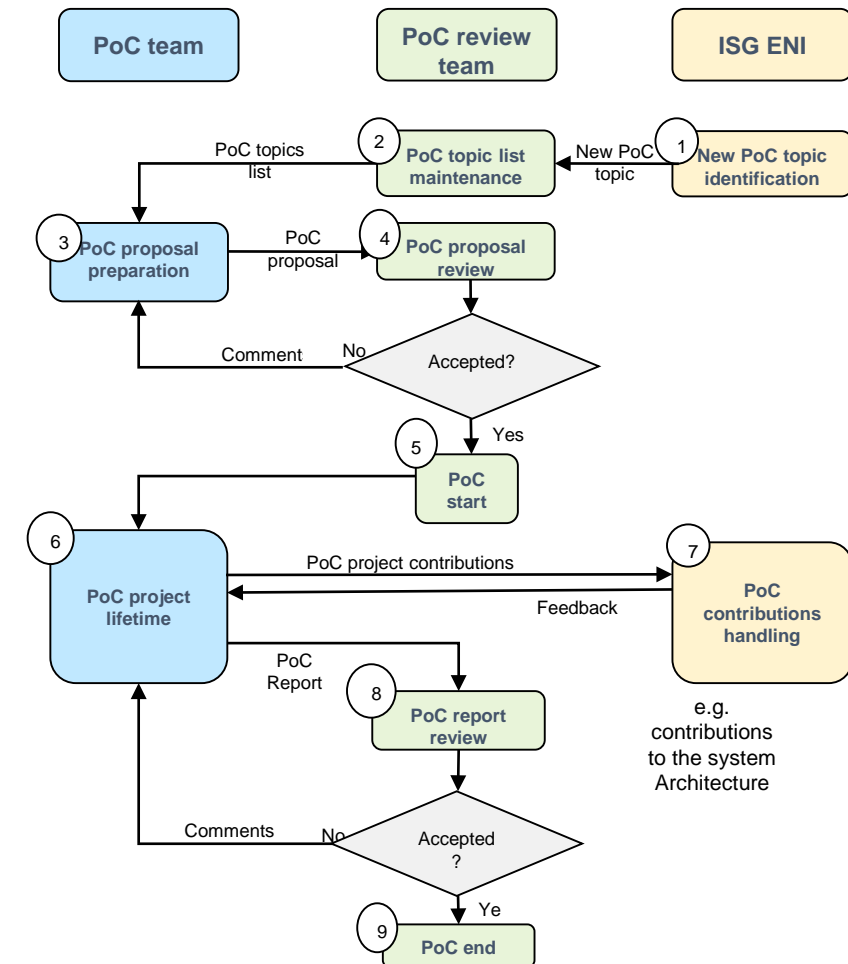 PoC team
PoC review
team
ISG ENI
1
New PoC topic
identification
New PoC
topic
2
PoC topic list
maintenance
PoC topics
list
3
PoC proposal
preparation
PoC
proposal
4
PoC proposal
review
Accepted?
No
Comment
Yes
5
PoC
start
6
PoC project
lifetime
PoC project contributions
Feedback
7
PoC
contributions
handling
e.g.
contributions
to the system
Architecture
PoC
Report
8
PoC report
review
Accepted
?
No
Comments
Ye
9
PoC end